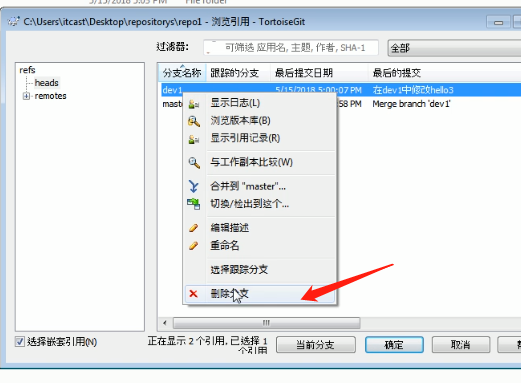 5/15/2018 5:03 PM File folder
C:\Users\itcast\Desktop\repositorys\repo1 - 浏览引用 - TortoiseGit
过滤器: 可筛选 应用名, 主题, 作者, SHA-1 全部
refs
heads
remotes
分支名称 跟踪的分支 最后提交日期 最后的提交
dev1 5/15/2018 5:00:07 PM 在dev1中修改hello3
:58 PM Merge branch 'dev1'
显示日志(L)
浏览版本库(B)
显示引用记录(R)
与工作副本比较(W)
合并到 "master"...
切换/检出到这个...
编辑描述
重命名
选择跟踪分支
删除分支
选择嵌套引用(N)
正在显示 2 个引用, 已选择 1
个引用
当前分支 确定 取消